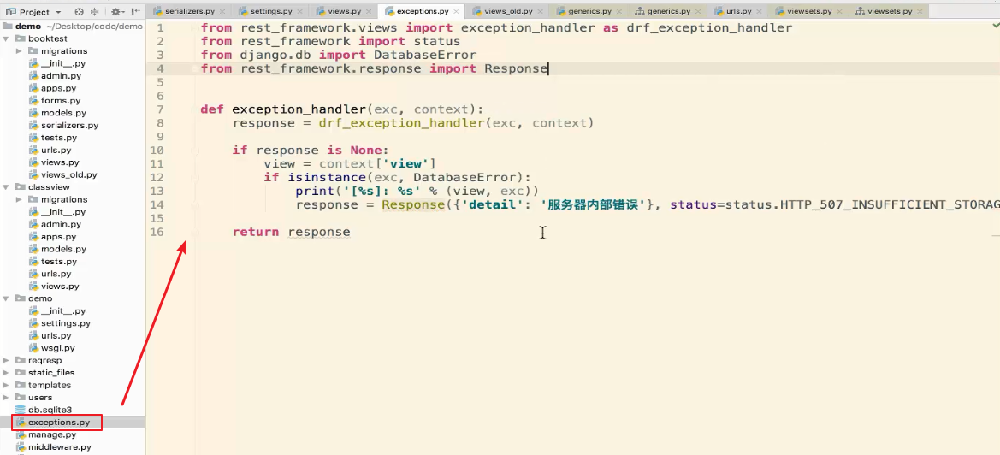 Project
serializers.py
settings.py
views.py
exceptions.py
views_old.py
generics.py
generics.py
urls.py
viewsets.py
viewsets.py
demo ~/Desktop/code/demo
booktest
migrations
__init__.py
admin.py
apps.py
forms.py
models.py
serializers.py
tests.py
urls.py
views.py
views_old.py
classview
migrations
__init__.py
admin.py
apps.py
models.py
tests.py
urls.py
views.py
demo
__init__.py
settings.py
urls.py
wsgi.py
reqresp
static_files
templates
users
db.sqlite3
exceptions.py
manage.py
middleware.py
1 from rest_framework.views import exception_handler as drf_exception_handler
2 from rest_framework import status
3 from django.db import DatabaseError
4 from rest_framework.response import Response
5
6
7 def exception_handler(exc, context):
8 response = drf_exception_handler(exc, context)
9
10 if response is None:
11 view = context['view']
12 if isinstance(exc, DatabaseError):
13 print('[%s]: %s' % (view, exc))
14 response = Response({'detail': '服务器内部错误'}, status=status.HTTP_507_INSUFFICIENT_STORAG
15
16 return response